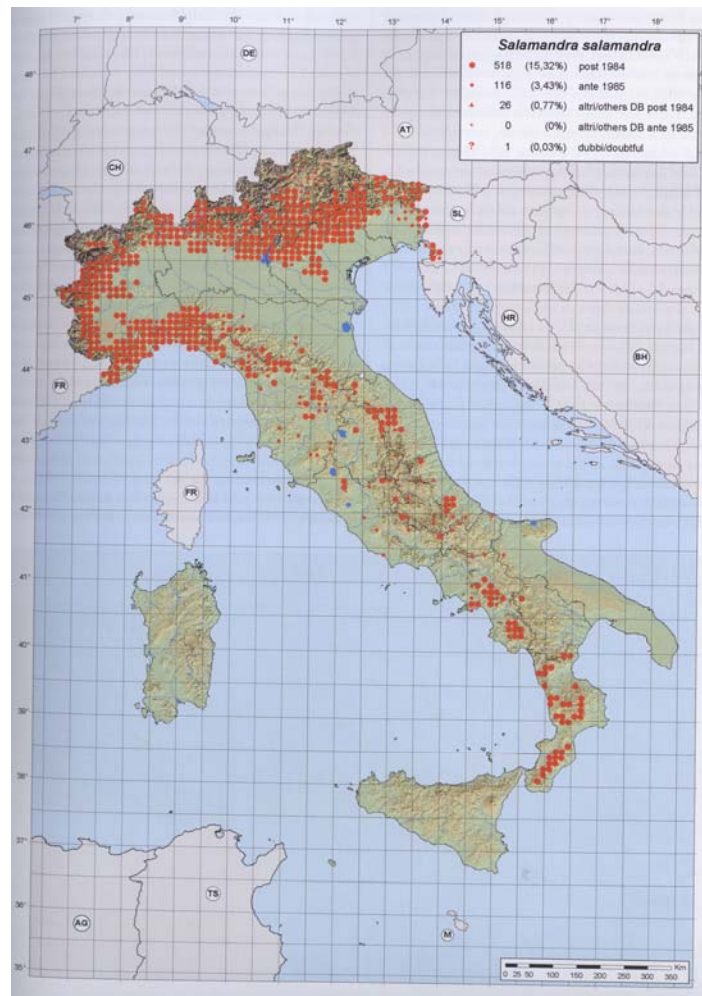 7° 8° 9° 10° 11° 12° 13° 14° 15° 16° 17° 18°
Salamandra salamandra
518 (15,32%) post 1984
116 (3,43%) ante 1985
26 (0,77%) altri/others DB post 1984
0 (0%) altri/others DB ante 1985
? 1 (0,03%) dubbi/doubtful
DE
48°
AT
47°
CH
SL
46°
45°
HR
BH
44°
FR
43°
FR
42°
41°
40°
39°
38°
37°
TS
36°
AG
M
35°
Km
0 25 50 100 150 200 250 300 350